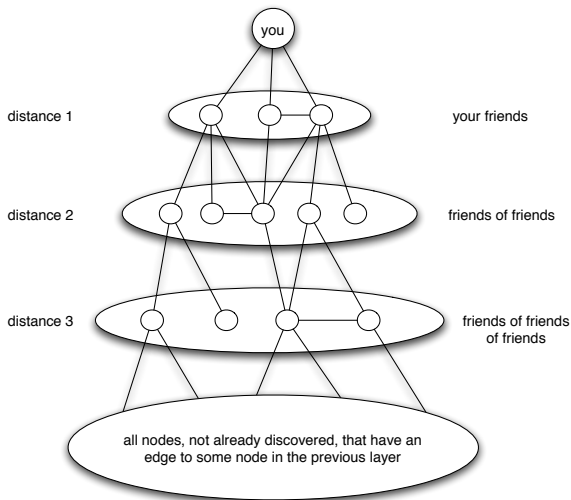 you
distance 1
your friends
distance 2
friends of friends
distance 3
friends of friends
of friends
all nodes, not already discovered, that have an
edge to some node in the previous layer